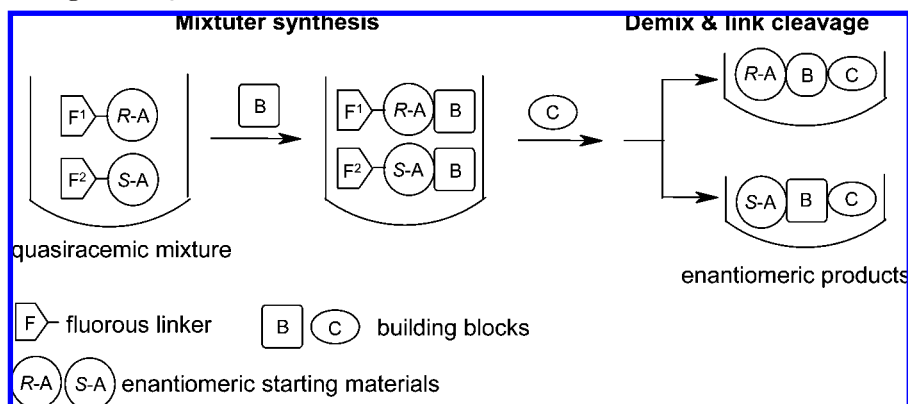 Mixtuter synthesis
Demix & link cleavage
F1 R-A
F2 S-A
B
F1 R-A B
F2 S-A B
C
R-A B C
S-A B C
quasiracemic mixture
enantiomeric products
F fluorous linker
B C building blocks
R-A S-A enantiomeric starting materials